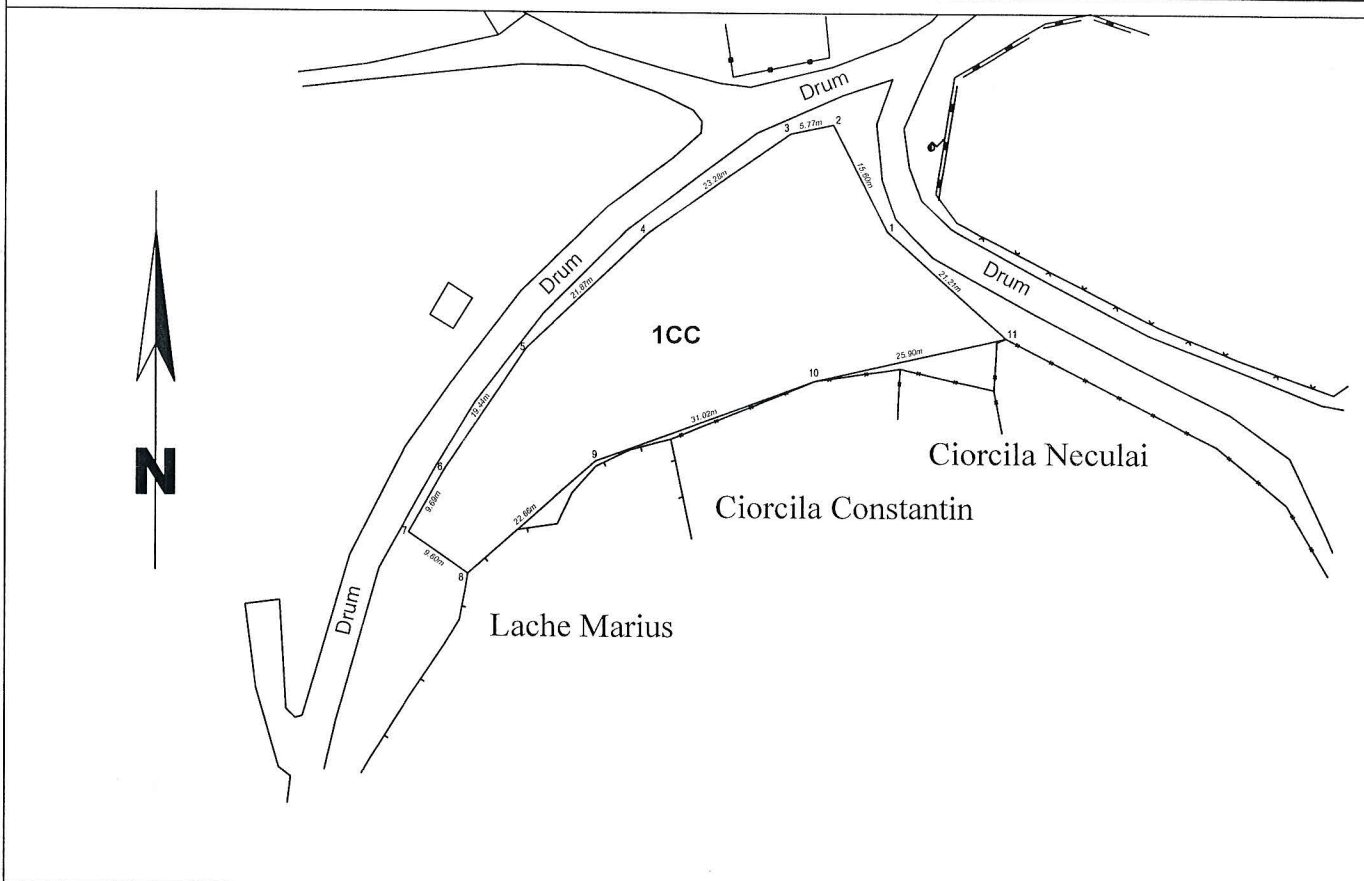 Drum
3
5.77m
2
15.60m
23.28m
4
1
Drum
21.87m
21.21m
Drum
5
1CC
11
25.90m
10
19.44m
31.02m
N
6
9
Ciorcila Neculai
9.69m
Ciorcila Constantin
22.66m
7
9.60m
8
Drum
Lache Marius